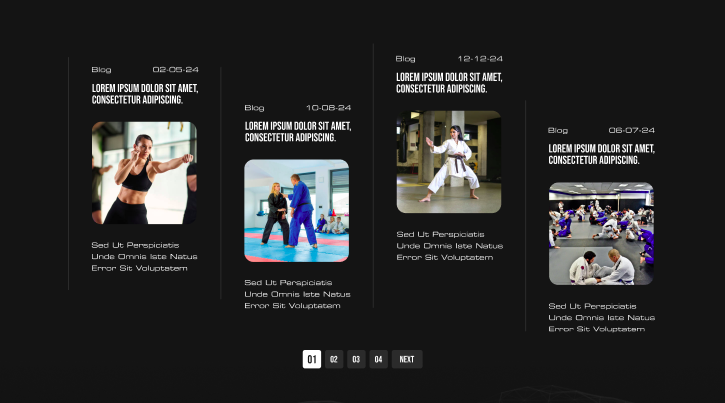 Blog 02-05-24
LOREM IPSUM DOLOR SIT AMET,
CONSECTETUR ADIPISCING.
Sed Ut Perspiciatis
Unde Omnis Iste Natus
Error Sit Voluptatem
Blog 10-08-24
LOREM IPSUM DOLOR SIT AMET,
CONSECTETUR ADIPISCING.
Sed Ut Perspiciatis
Unde Omnis Iste Natus
Error Sit Voluptatem
Blog 12-12-24
LOREM IPSUM DOLOR SIT AMET,
CONSECTETUR ADIPISCING.
Sed Ut Perspiciatis
Unde Omnis Iste Natus
Error Sit Voluptatem
Blog 06-07-24
LOREM IPSUM DOLOR SIT AMET,
CONSECTETUR ADIPISCING.
Sed Ut Perspiciatis
Unde Omnis Iste Natus
Error Sit Voluptatem
01 02 03 04 NEXT